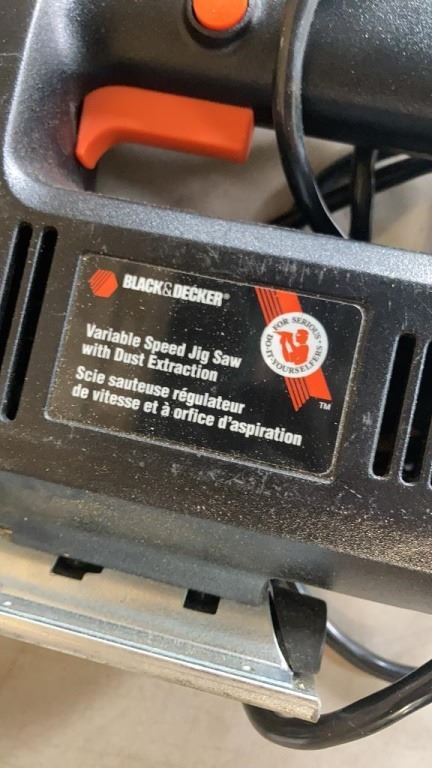 BLACK&DECKER®
FOR SERIOUS
DO-IT-YOURSELFERS
TM
Variable Speed Jig Saw
with Dust Extraction
Scie sauteuse régulateur
de vitesse et à orfice d'aspiration